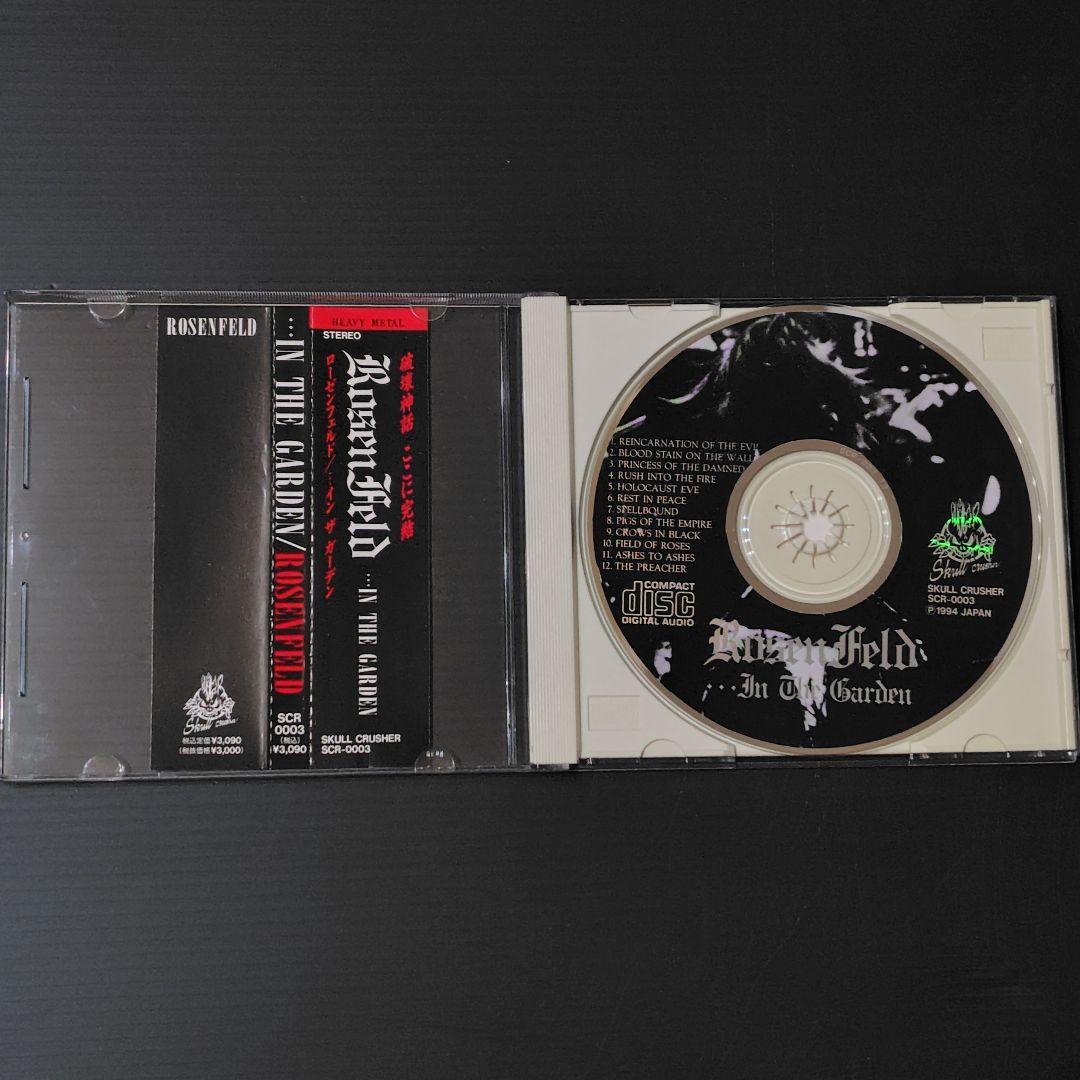 ROSENFELD
Skull crusher
税込定価¥3,090
(税抜価格¥3,000)
...IN THE GARDEN/ROSENFELD
SCR
0003
(税込)
¥3,090
HEAVY METAL
STEREO
破壊神話 ここに完結
RosenFeld ...IN THE GARDEN
ローゼンフェルド/...イン ザ ガーデン
SKULL CRUSHER
SCR-0003
1. REINCARNATION OF THE EVIL
2. BLOOD STAIN ON THE WALL
3. PRINCESS OF THE DAMNED
4. RUSH INTO THE FIRE
5. HOLOCAUST EVE
6. REST IN PEACE
7. SPELLBOUND
8. PIGS OF THE EMPIRE
9. CROWS IN BLACK
10. FIELD OF ROSES
11. ASHES TO ASHES
12. THE PREACHER
COMPACT
disc
DIGITAL AUDIO
Skull crusher
SKULL CRUSHER
SCR-0003
Ⓟ1994 JAPAN
RosenFeld
...In The Garden